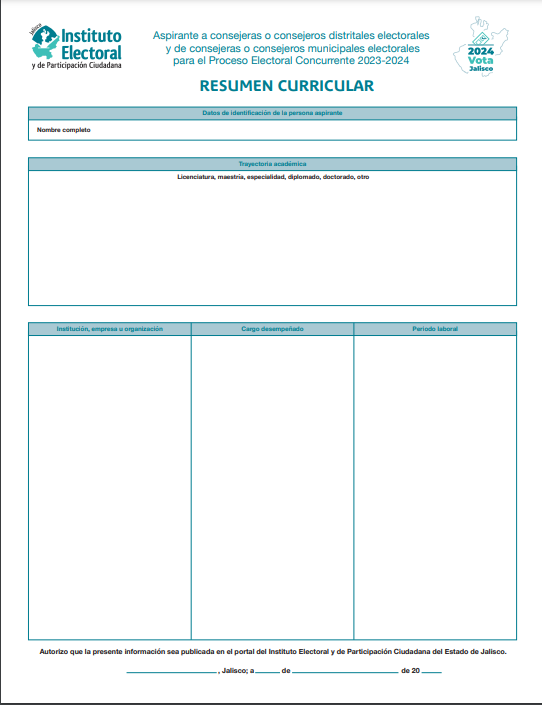 Jalisco
Instituto
Electoral
y de Participación Ciudadana
Aspirante a consejeras o consejeros distritales electorales
y de consejeras o consejeros municipales electorales
para el Proceso Electoral Concurrente 2023-2024
2024
Vota
Jalisco
RESUMEN CURRICULAR
Datos de identificación de la persona aspirante
Nombre completo
Trayectoria académica
Licenciatura, maestría, especialidad, diplomado, doctorado, otro
Institución, empresa u organización
Cargo desempeñado
Periodo laboral
Autorizo que la presente información sea publicada en el portal del Instituto Electoral y de Participación Ciudadana del Estado de Jalisco.
, Jalisco; a de de 20